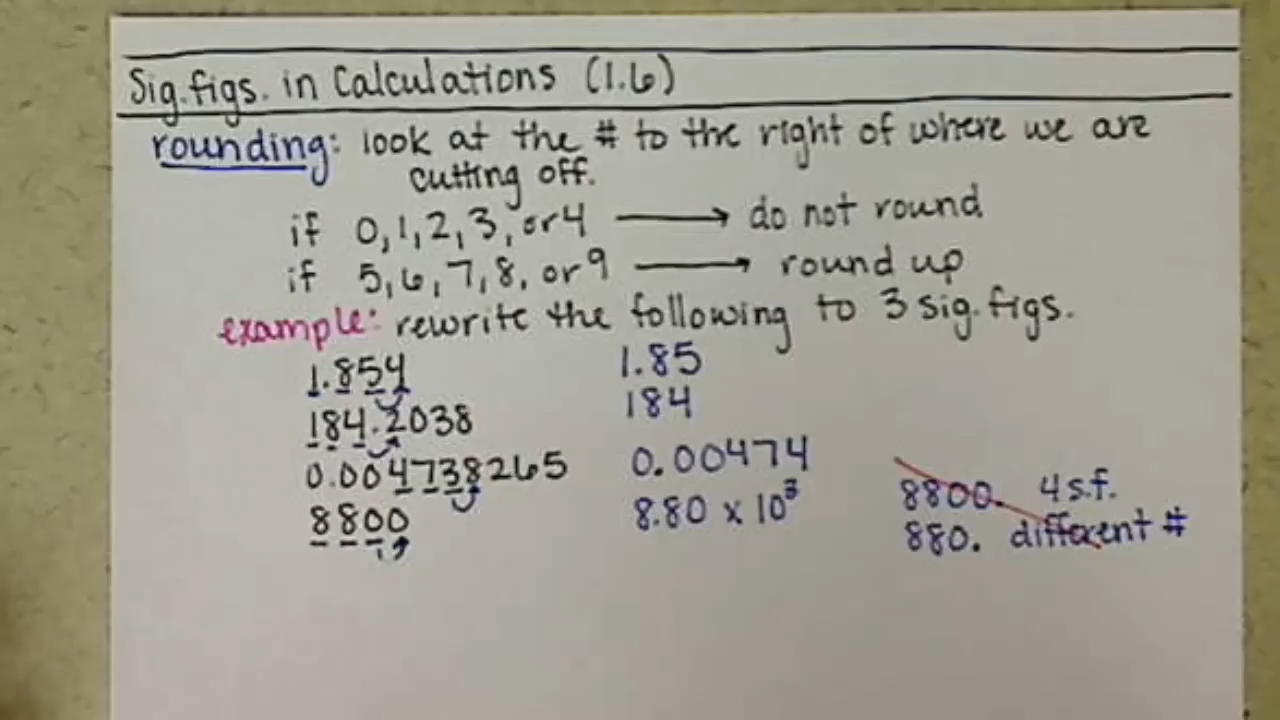 Sig.figs. in Calculations (1.6)
rounding: look at the # to the right of where we are
cutting off.
if 0,1,2,3, or 4 → do not round
if 5,6,7,8, or 9 → round up
example: rewrite the following to 3 sig.figs.
1.854 1.85
184.2038 184
0.004738265 0.00474
8800 8.80 x 10³ 8800. 4 s.f.
880. different #